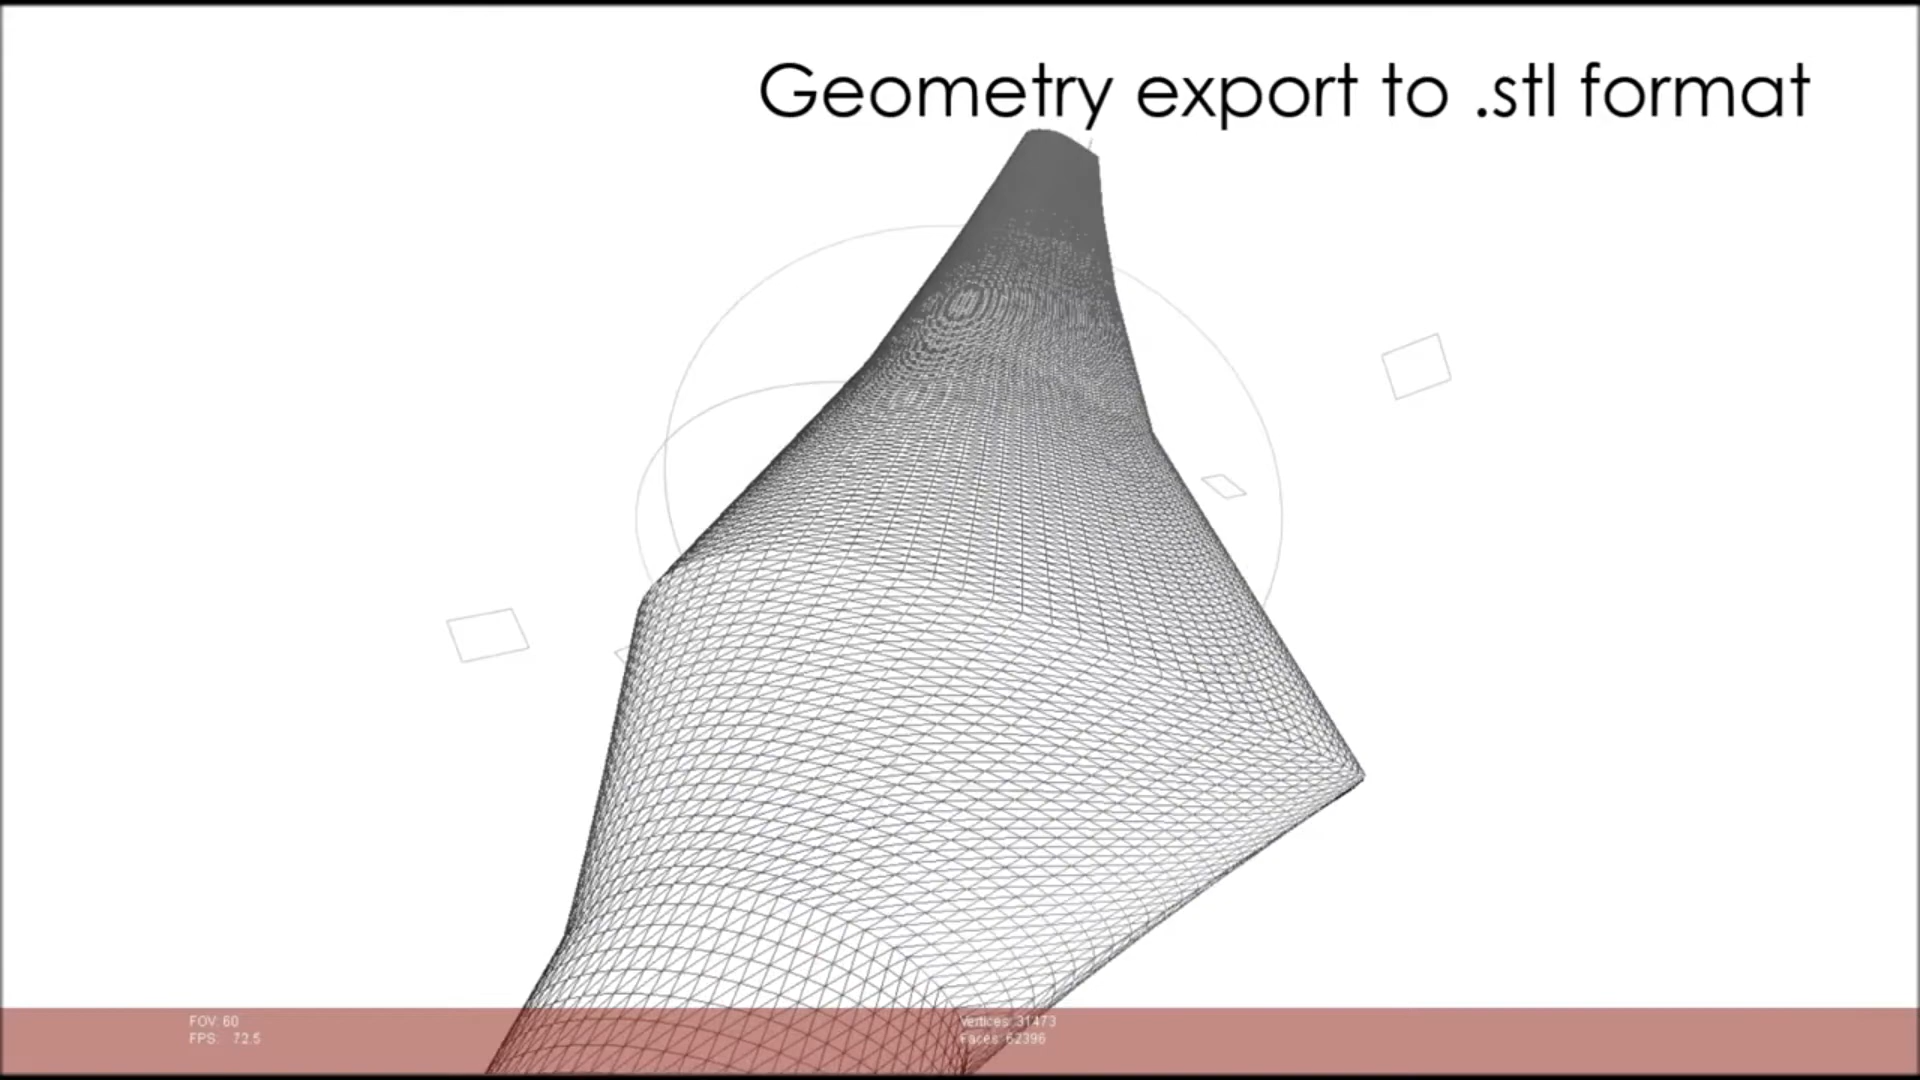 Geometry export to .stl format
FOV: 60
FPS: 72.5
Vertices: 31473
Faces: 62396